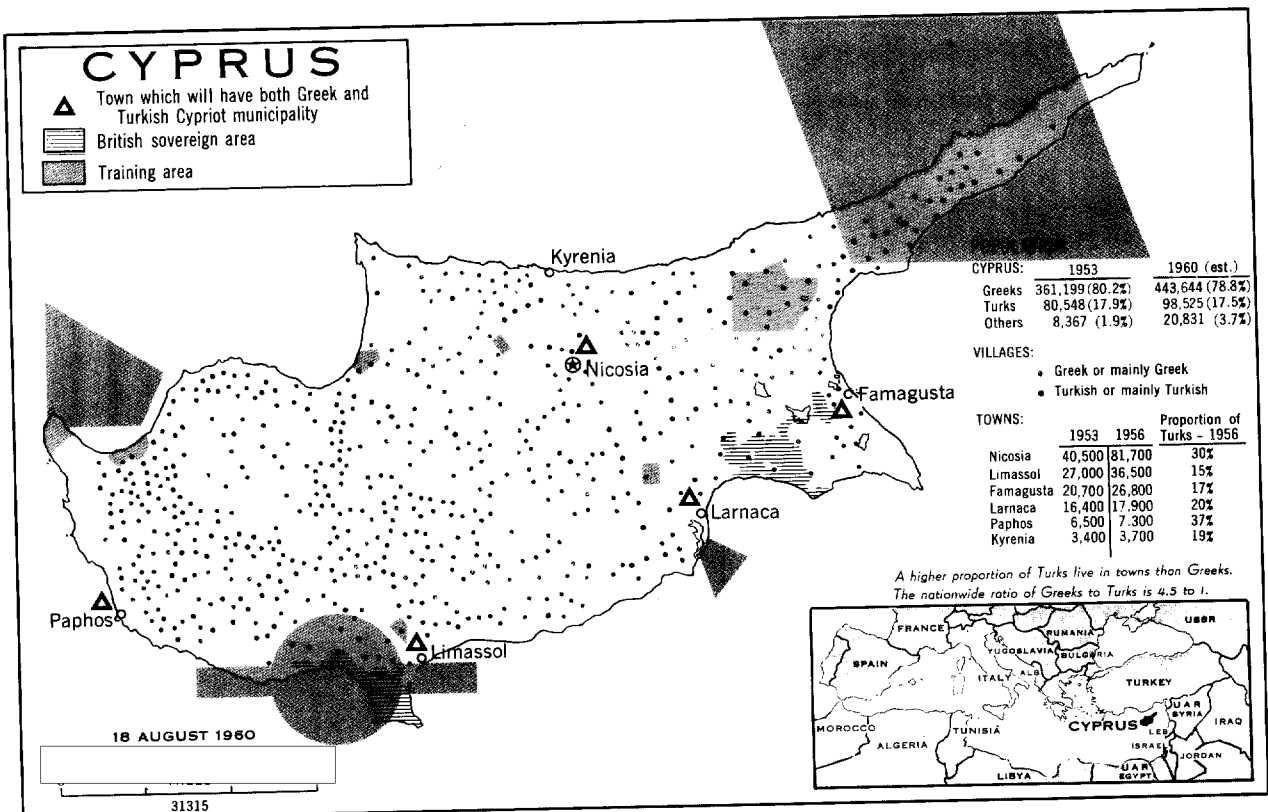 CYPRUS
Town which will have both Greek and
Turkish Cypriot municipality
British sovereign area
Training area
Kyrenia
Nicosia
Famagusta
Larnaca
Paphos
Limassol
CYPRUS: 1953 1960 (est.)
Greeks 361,199 (80.2%) 443,644 (78.8%)
Turks 80,548 (17.9%) 98,525 (17.5%)
Others 8,367 (1.9%) 20,831 (3.7%)
VILLAGES:
Greek or mainly Greek
Turkish or mainly Turkish
TOWNS: Proportion of
1953 1956 Turks - 1956
Nicosia 40,500 81,700 30%
Limassol 27,000 36,500 15%
Famagusta 20,700 26,800 17%
Larnaca 16,400 17,900 20%
Paphos 6,500 7,300 37%
Kyrenia 3,400 3,700 19%
A higher proportion of Turks live in towns than Greeks.
The nationwide ratio of Greeks to Turks is 4.5 to 1.
FRANCE
RUMANIA
USSR
YUGOSLAVIA
BULGARIA
SPAIN
ITALY
ALB
TURKEY
CYPRUS
UAR
SYRIA
IRAQ
LEB
MOROCCO
ALGERIA
TUNISIA
ISRAEL
JORDAN
LIBYA
UAR
EGYPT
18 AUGUST 1960
31315